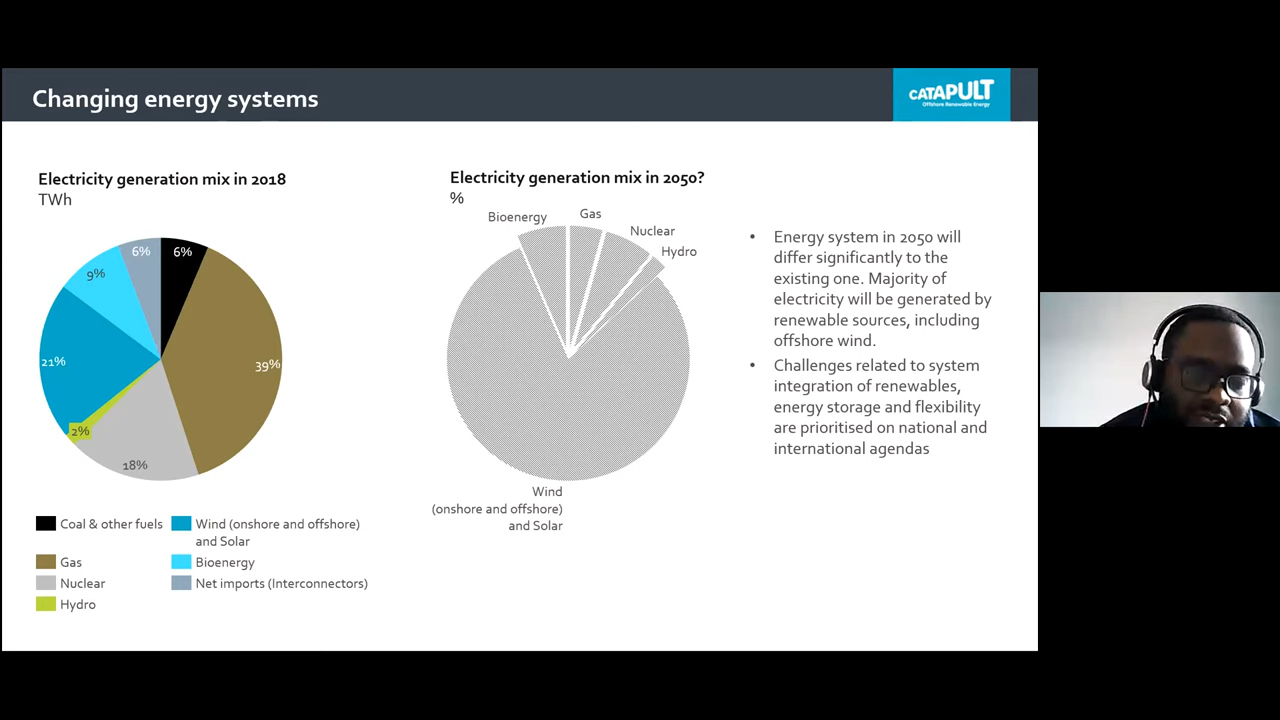 Changing energy systems
CATAPULT
Offshore Renewable Energy
Electricity generation mix in 2018
TWh
6%
6%
9%
21%
39%
2%
18%
Coal & other fuels
Wind (onshore and offshore)
and Solar
Gas
Bioenergy
Nuclear
Net imports (Interconnectors)
Hydro
Electricity generation mix in 2050?
%
Bioenergy
Gas
Nuclear
Hydro
Wind
(onshore and offshore)
and Solar
• Energy system in 2050 will
differ significantly to the
existing one. Majority of
electricity will be generated by
renewable sources, including
offshore wind.
• Challenges related to system
integration of renewables,
energy storage and flexibility
are prioritised on national and
international agendas